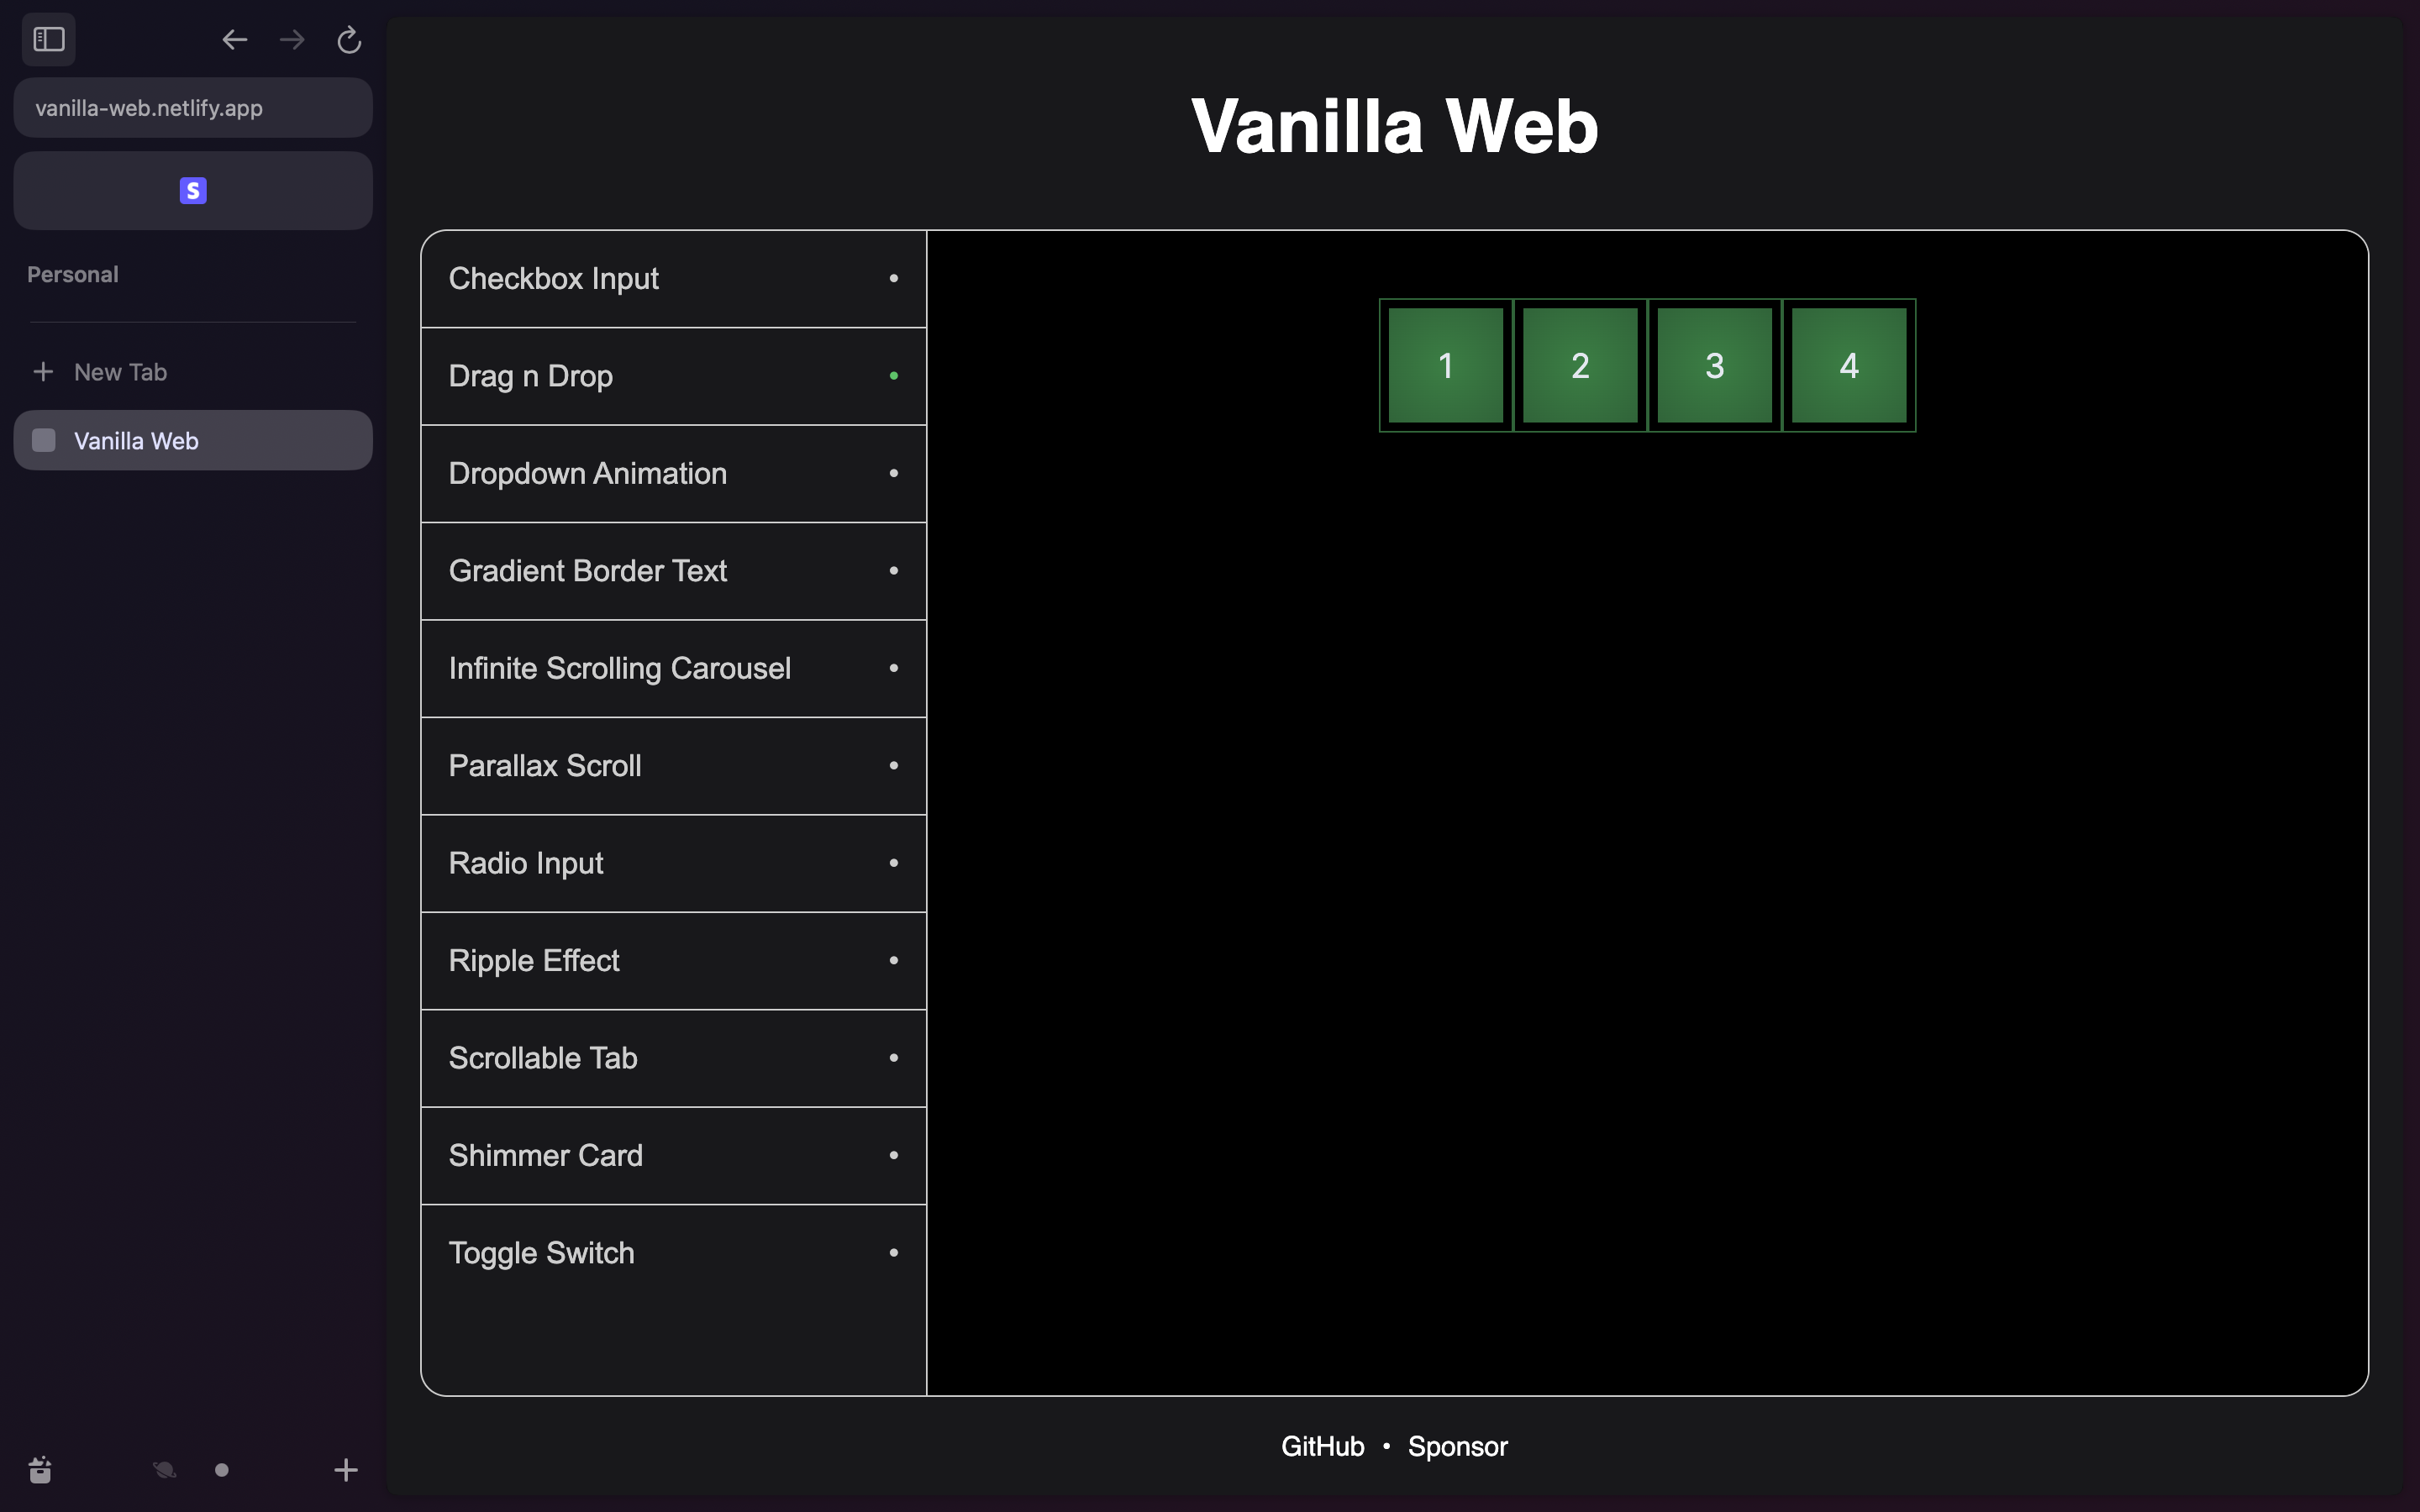 vanilla-web.netlify.app
S
Personal
New Tab
Vanilla Web
Vanilla Web
Checkbox Input
Drag n Drop
Dropdown Animation
Gradient Border Text
Infinite Scrolling Carousel
Parallax Scroll
Radio Input
Ripple Effect
Scrollable Tab
Shimmer Card
Toggle Switch
1 2 3 4
GitHub • Sponsor